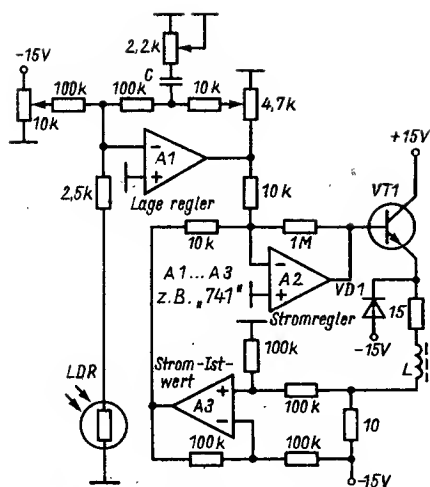 2,2k
-15V
100k
100k
C
10k
10k
4,7k
+15V
A1
2,5k
Lage regler
10k
VT1
10k
1M
A1...A3
z.B. „741"
A2
VD1
Stromregler
15
-15V
100k
L
LDR
Strom-Ist-
wert
A3
100k
10
100k
100k
-15V